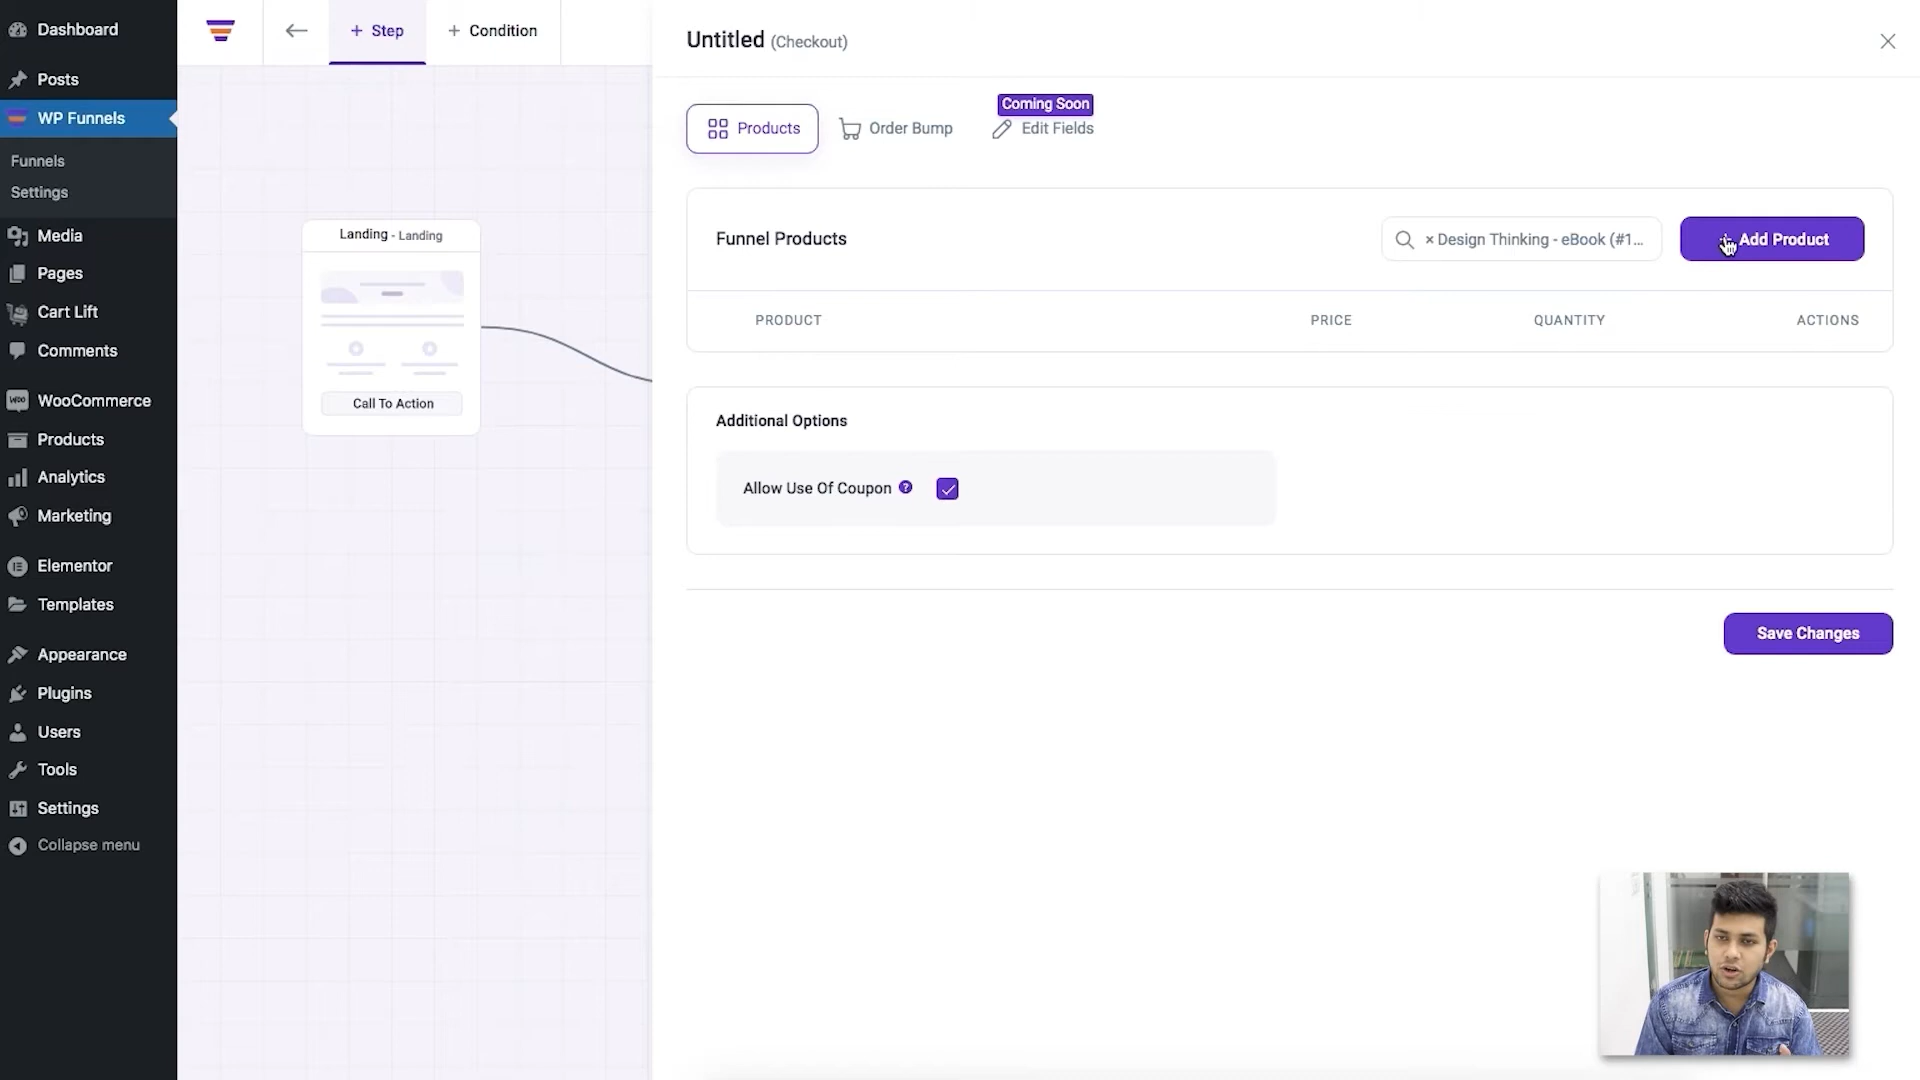 Dashboard
Posts
WP Funnels
Funnels
Settings
Media
Pages
Cart Lift
Comments
WOO WooCommerce
Products
Analytics
Marketing
Elementor
Templates
Appearance
Plugins
Users
Tools
Settings
Collapse menu
+ Step
+ Condition
Landing - Landing
Call To Action
Untitled (Checkout)
Products
Order Bump
Coming Soon
Edit Fields
Funnel Products
× Design Thinking - eBook (#1...
Add Product
PRODUCT PRICE QUANTITY ACTIONS
Additional Options
Allow Use Of Coupon ?
Save Changes